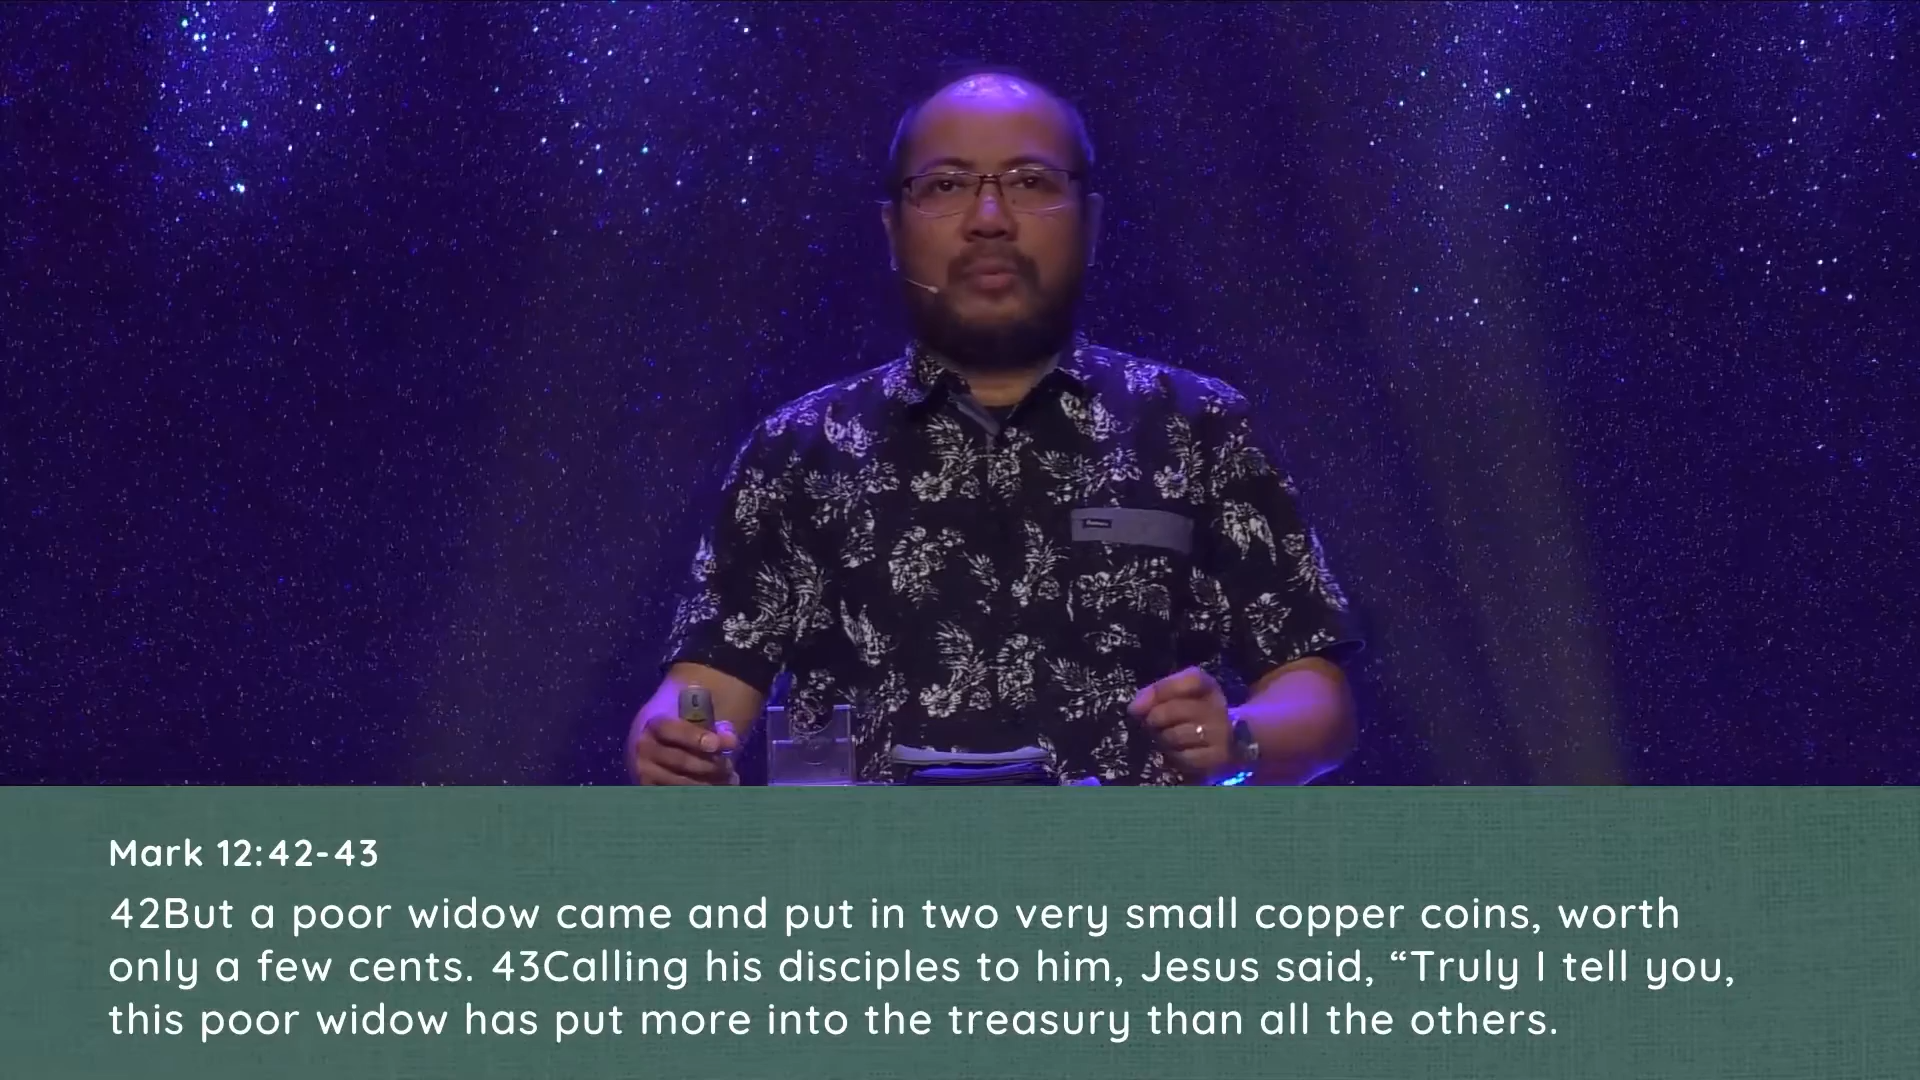 Mark 12:42-43
42But a poor widow came and put in two very small copper coins, worth
only a few cents. 43Calling his disciples to him, Jesus said, “Truly I tell you,
this poor widow has put more into the treasury than all the others.